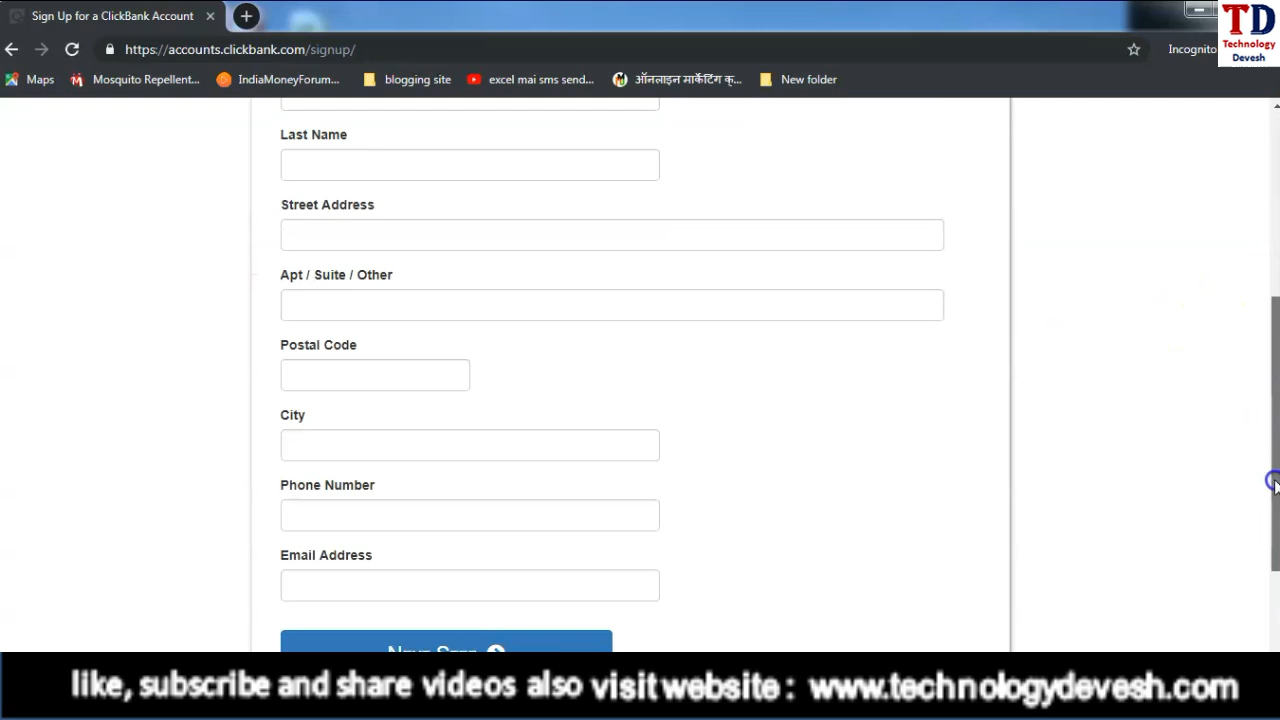 Sign Up for a ClickBank Account
TD
Technology
Devesh
https://accounts.clickbank.com/signup/
Incognito
Maps
Mosquito Repellent...
IndiaMoneyForum...
blogging site
excel mai sms send...
ऑनलाइन मार्केटिंग क्...
New folder
Last Name
Street Address
Apt / Suite / Other
Postal Code
City
Phone Number
Email Address
Next Step
like, subscribe and share videos also visit website : www.technologydevesh.com